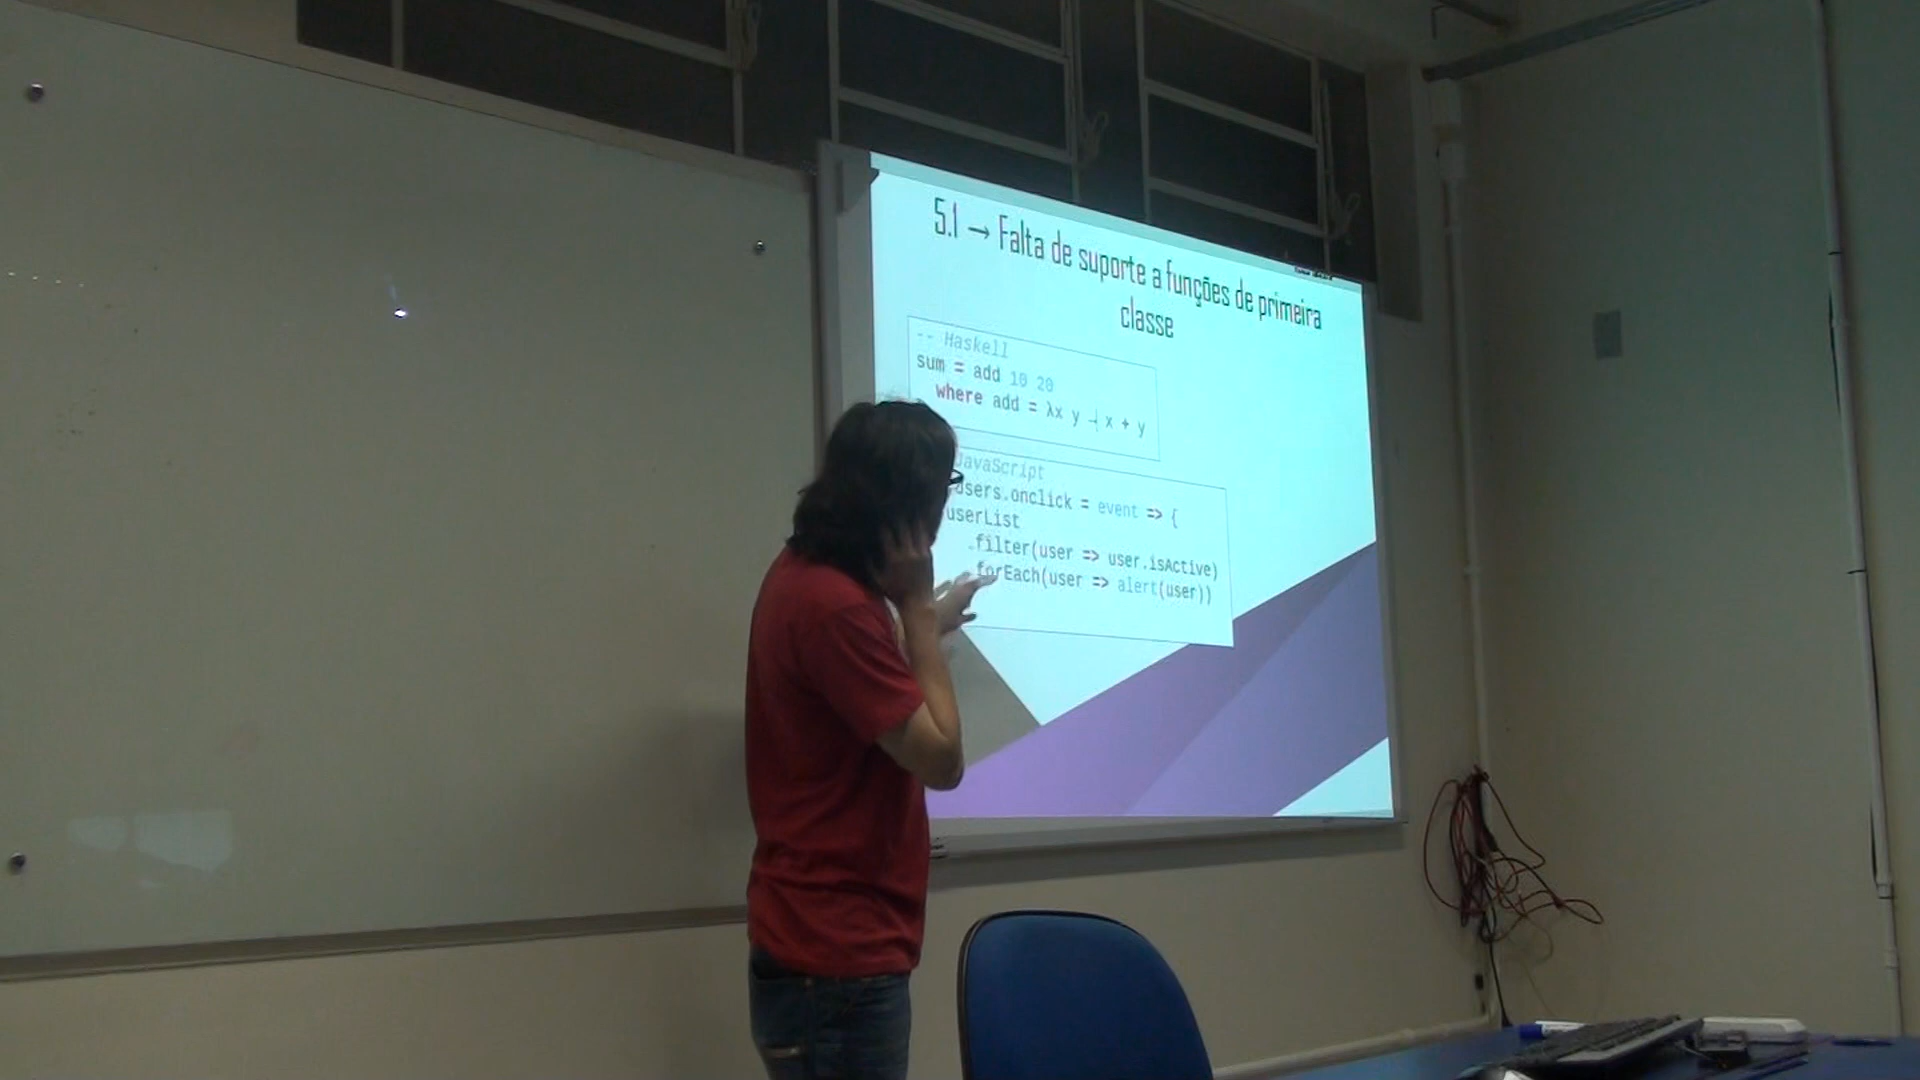 5.1 → Falta de suporte a funções de primeira
classe
-- Haskell
sum = add 10 20
where add = λx y → x + y
JavaScript
users.onclick = event => {
userList
.filter(user => user.isActive)
.forEach(user => alert(user))